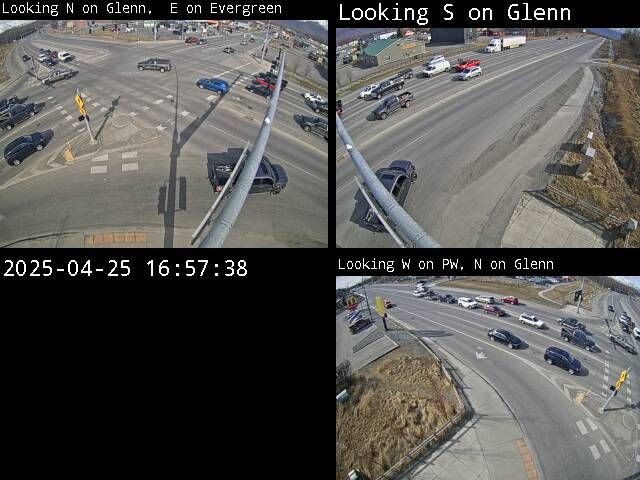 Looking N on Glenn,  E on Evergreen
Looking S on Glenn
2025-04-25 16:57:38
Looking W on PW, N on Glenn